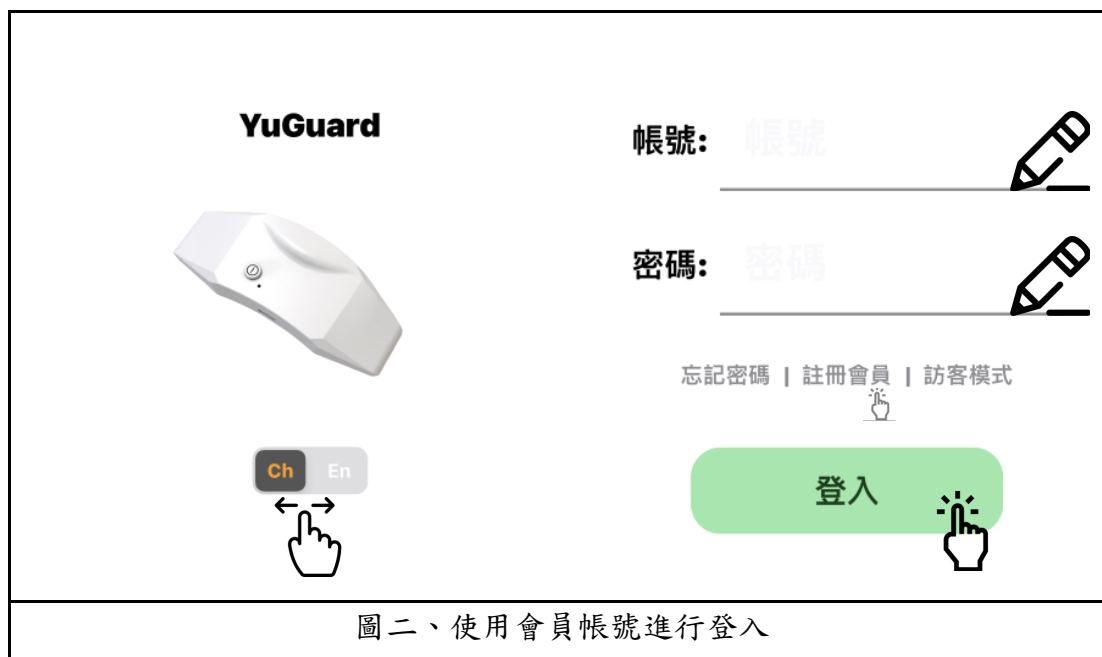 YuGuard
Ch En
帳號: 帳號
密碼: 密碼
忘記密碼 | 註冊會員 | 訪客模式
登入
圖二、使用會員帳號進行登入